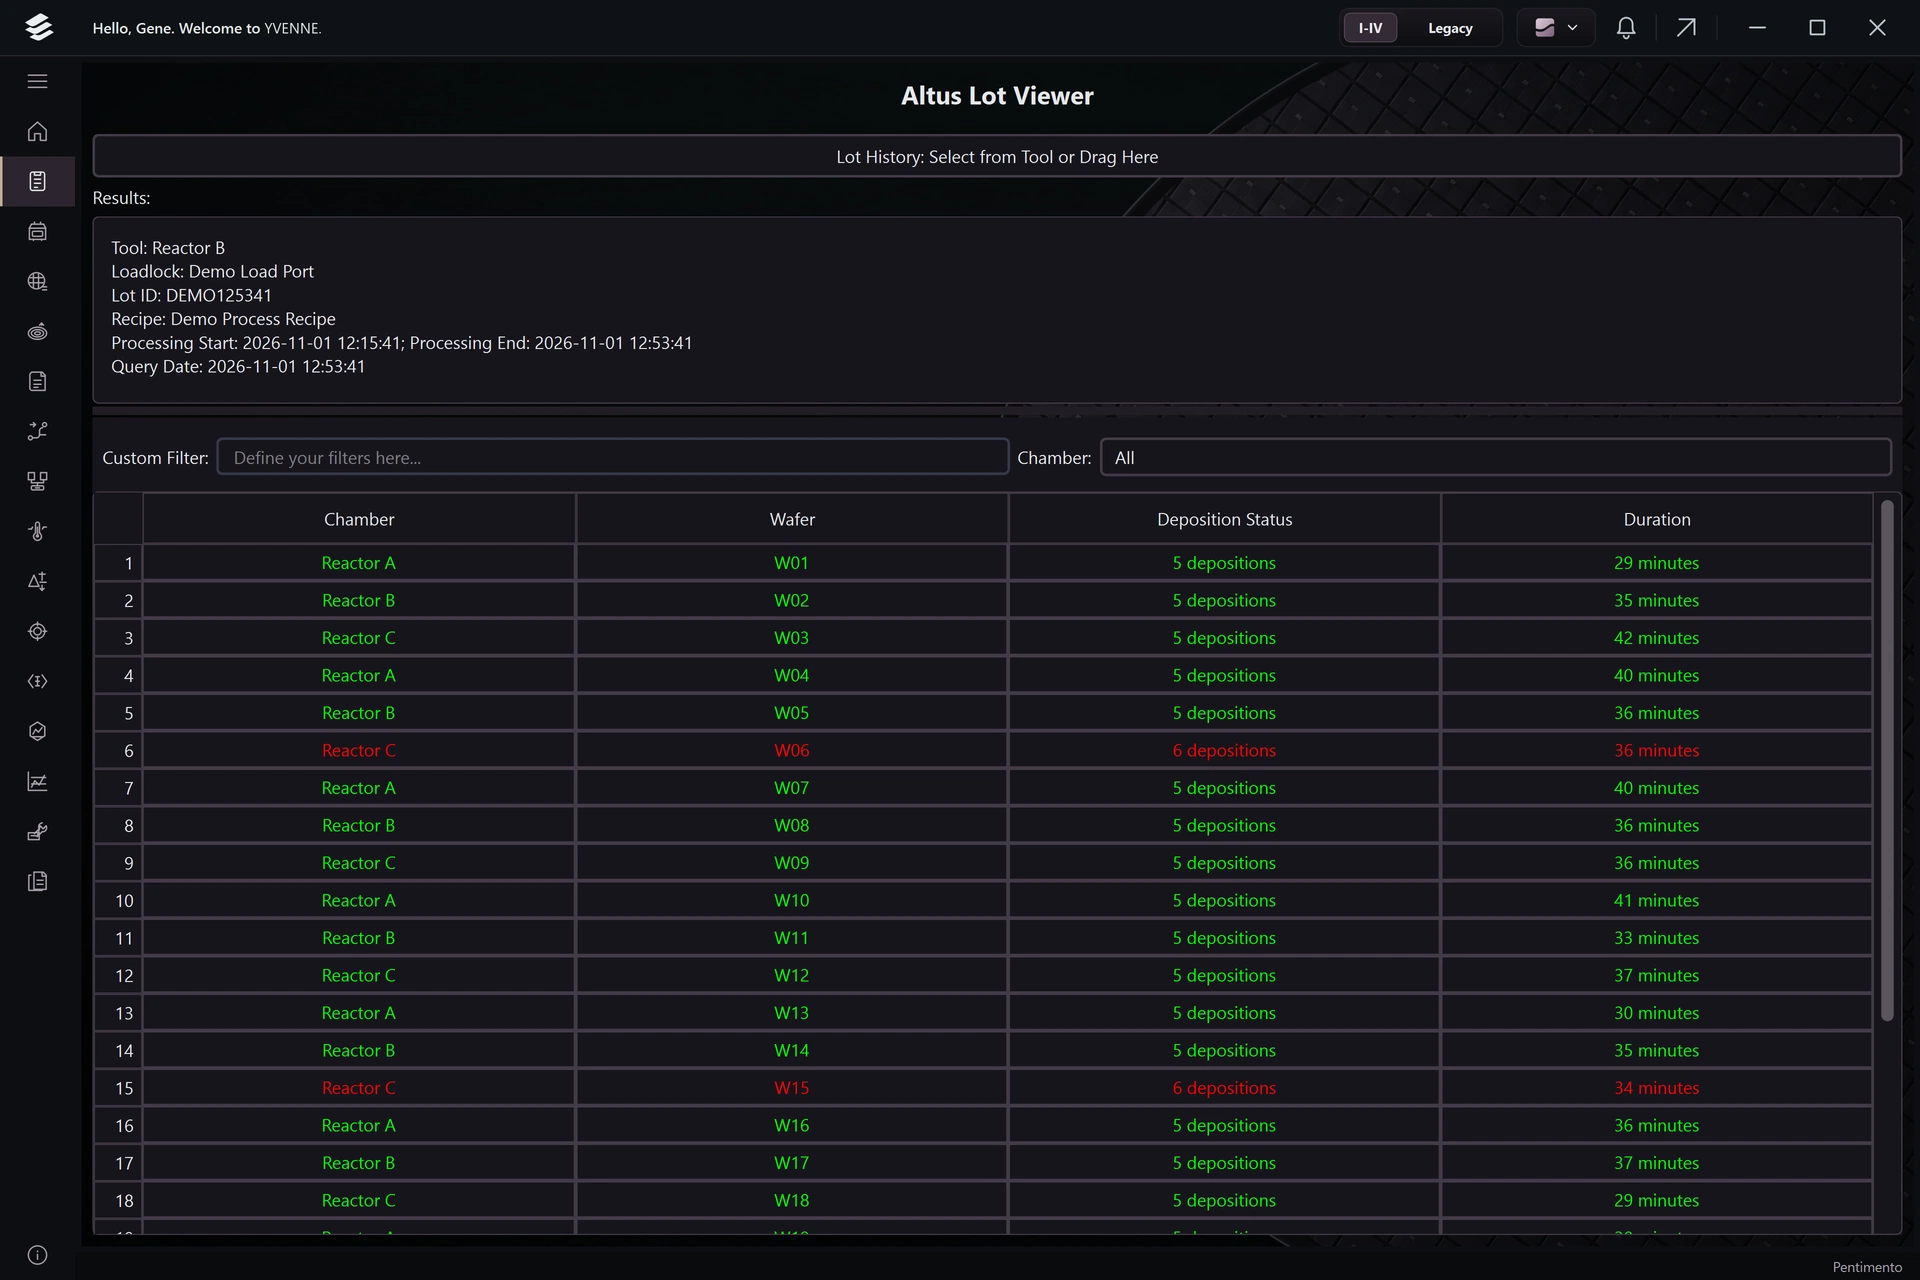 Hello, Gene. Welcome to YVENNE.
I-IV
Legacy
Altus Lot Viewer
Lot History: Select from Tool or Drag Here
Results:
Tool: Reactor B
Loadlock: Demo Load Port
Lot ID: DEMO125341
Recipe: Demo Process Recipe
Processing Start: 2026-11-01 12:15:41; Processing End: 2026-11-01 12:53:41
Query Date: 2026-11-01 12:53:41
Custom Filter: Define your filters here... Chamber: All
Chamber Wafer Deposition Status Duration
1 Reactor A W01 5 depositions 29 minutes
2 Reactor B W02 5 depositions 35 minutes
3 Reactor C W03 5 depositions 42 minutes
4 Reactor A W04 5 depositions 40 minutes
5 Reactor B W05 5 depositions 36 minutes
6 Reactor C W06 6 depositions 36 minutes
7 Reactor A W07 5 depositions 40 minutes
8 Reactor B W08 5 depositions 36 minutes
9 Reactor C W09 5 depositions 36 minutes
10 Reactor A W10 5 depositions 41 minutes
11 Reactor B W11 5 depositions 33 minutes
12 Reactor C W12 5 depositions 37 minutes
13 Reactor A W13 5 depositions 30 minutes
14 Reactor B W14 5 depositions 35 minutes
15 Reactor C W15 6 depositions 34 minutes
16 Reactor A W16 5 depositions 36 minutes
17 Reactor B W17 5 depositions 37 minutes
18 Reactor C W18 5 depositions 29 minutes
Pentimento